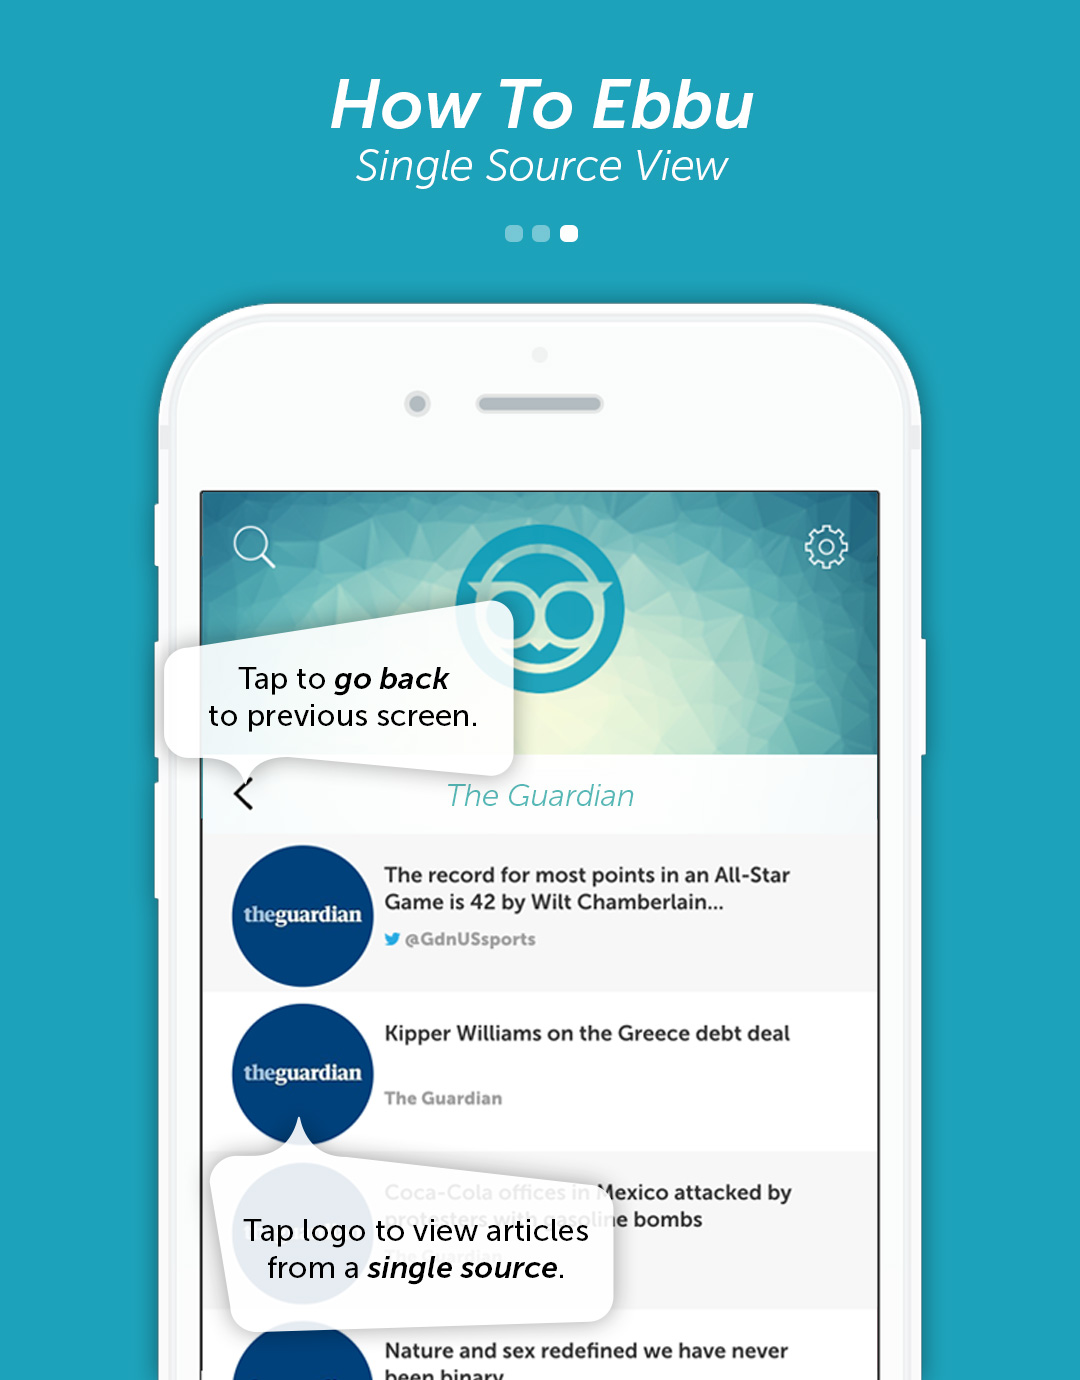 How To Ebbu
Single Source View
Tap to go back
to previous screen.
The Guardian
theguardian
The record for most points in an All-Star
Game is 42 by Wilt Chamberlain...
@GdnUSsports
theguardian
Kipper Williams on the Greece debt deal
The Guardian
Coca-Cola offices in Mexico attacked by
protesters with gasoline bombs
The Guardian
Tap logo to view articles
from a single source.
Nature and sex redefined we have never
been binary